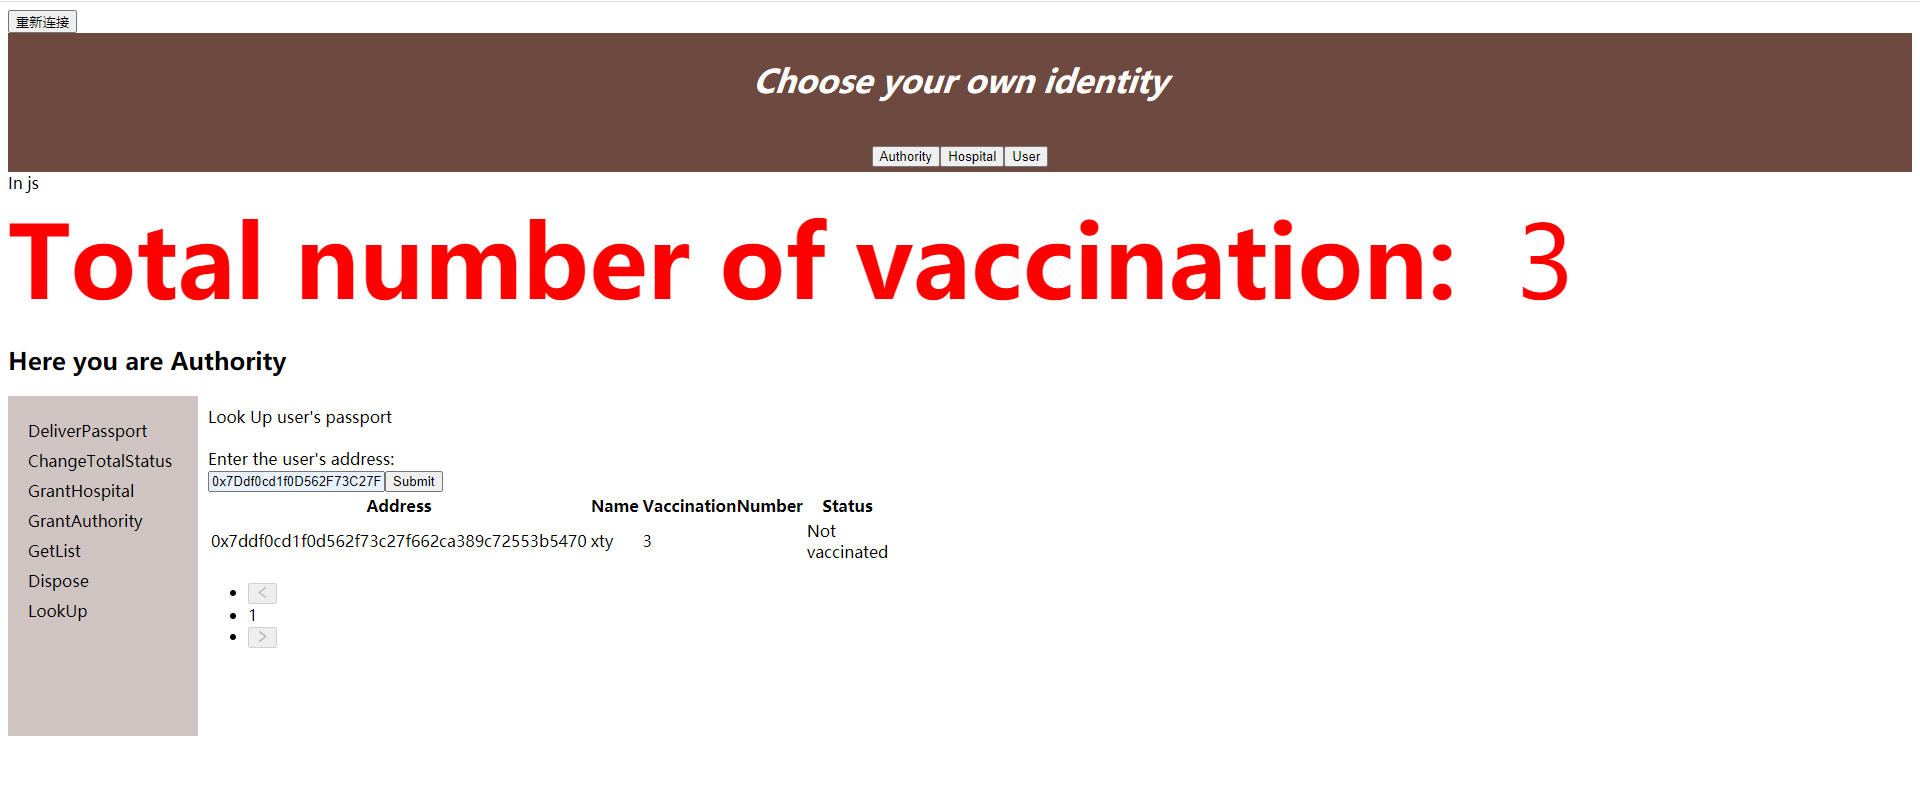 重新连接
Choose your own identity
Authority Hospital User
In js
Total number of vaccination: 3
Here you are Authority
DeliverPassport
ChangeTotalStatus
GrantHospital
GrantAuthority
GetList
Dispose
LookUp
Look Up user's passport
Enter the user's address:
0x7Ddf0cd1f0D562F73C27F Submit
Address Name VaccinationNumber Status
0x7ddf0cd1f0d562f73c27f662ca389c72553b5470 xty 3 Not vaccinated
<
1
>